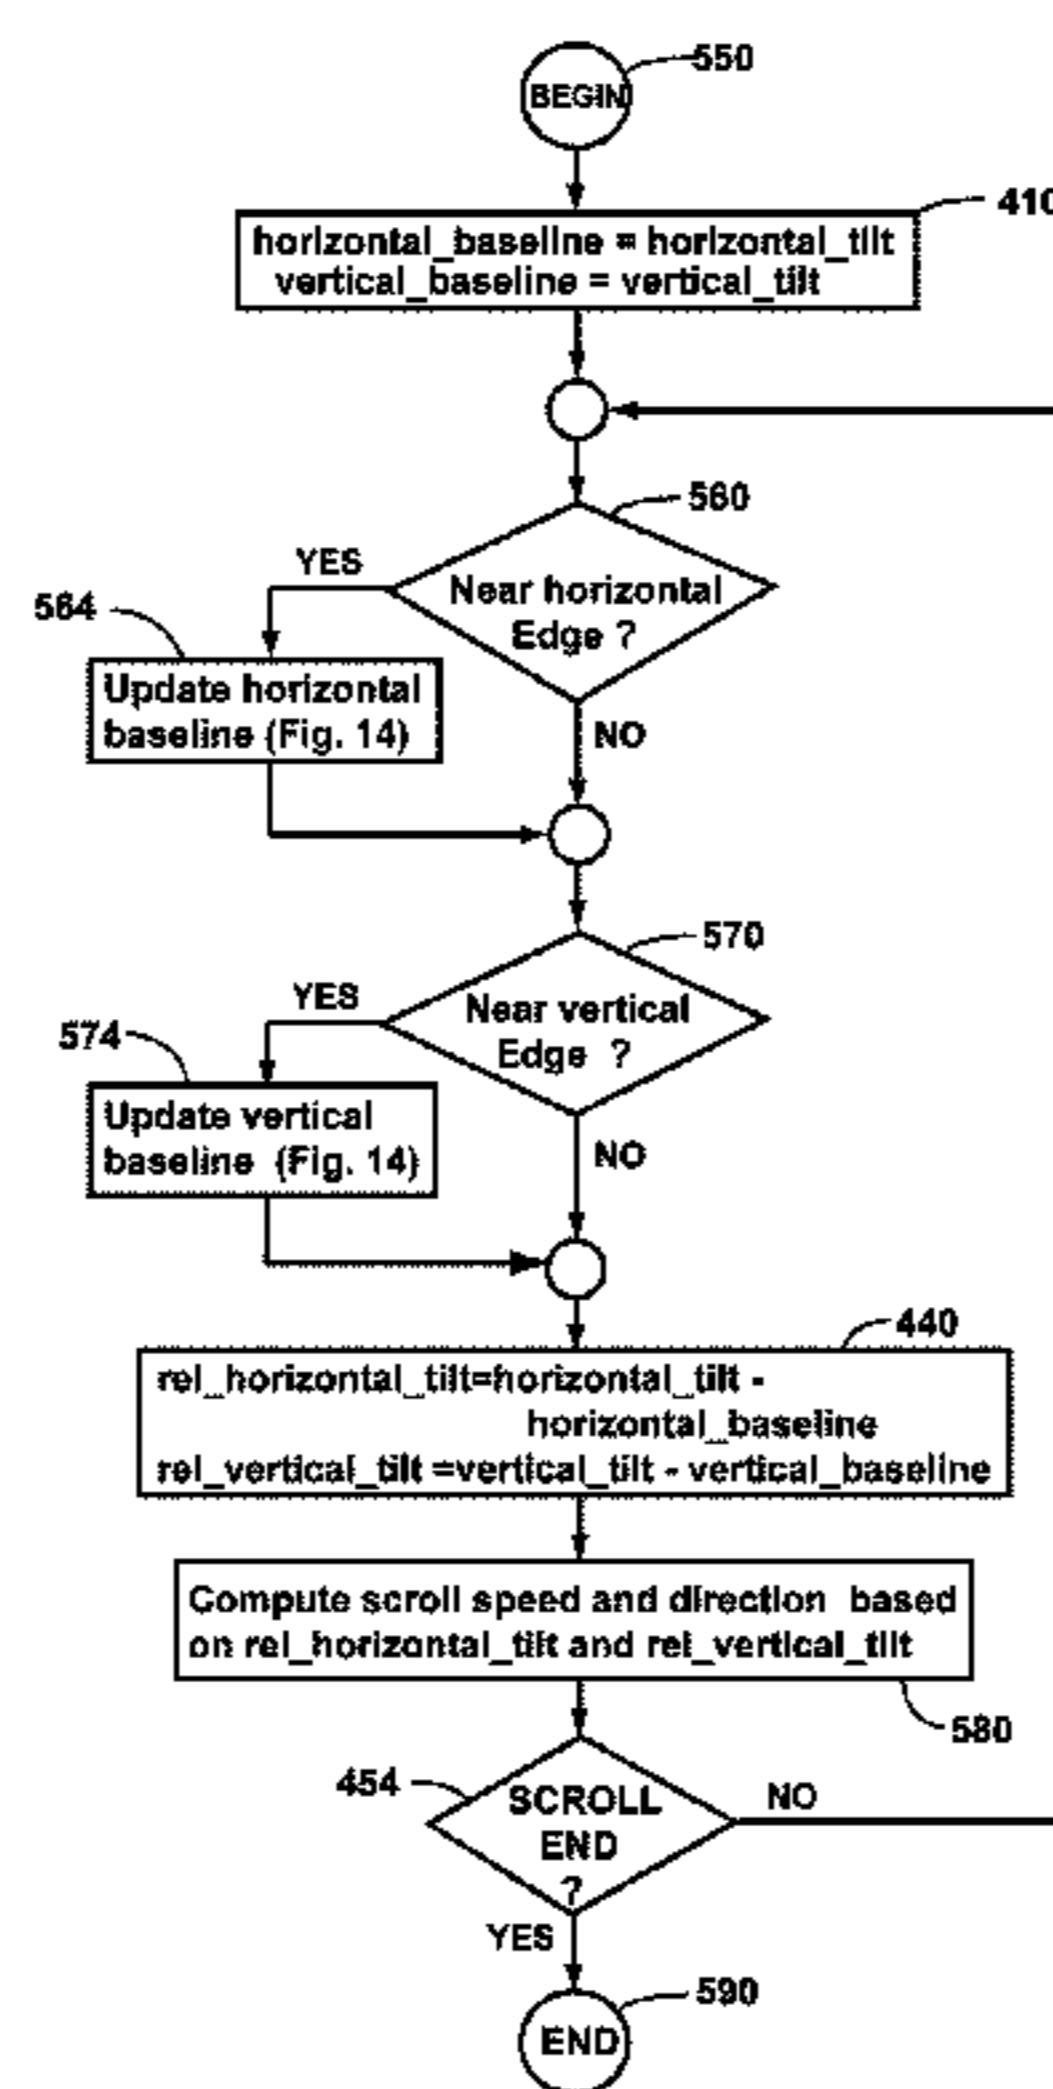 550
BEGIN
410
horizontal_baseline = horizontal_tilt
vertical_baseline = vertical_tilt
560
YES
Near horizontal
Edge ?
564
Update horizontal
baseline (Fig. 14)
NO
570
YES
Near vertical
Edge ?
574
Update vertical
baseline (Fig. 14)
NO
440
rel_horizontal_tilt=horizontal_tilt -
horizontal_baseline
rel_vertical_tilt =vertical_tilt - vertical_baseline
Compute scroll speed and direction based
on rel_horizontal_tilt and rel_vertical_tilt
580
454
SCROLL
END
?
NO
YES
590
END